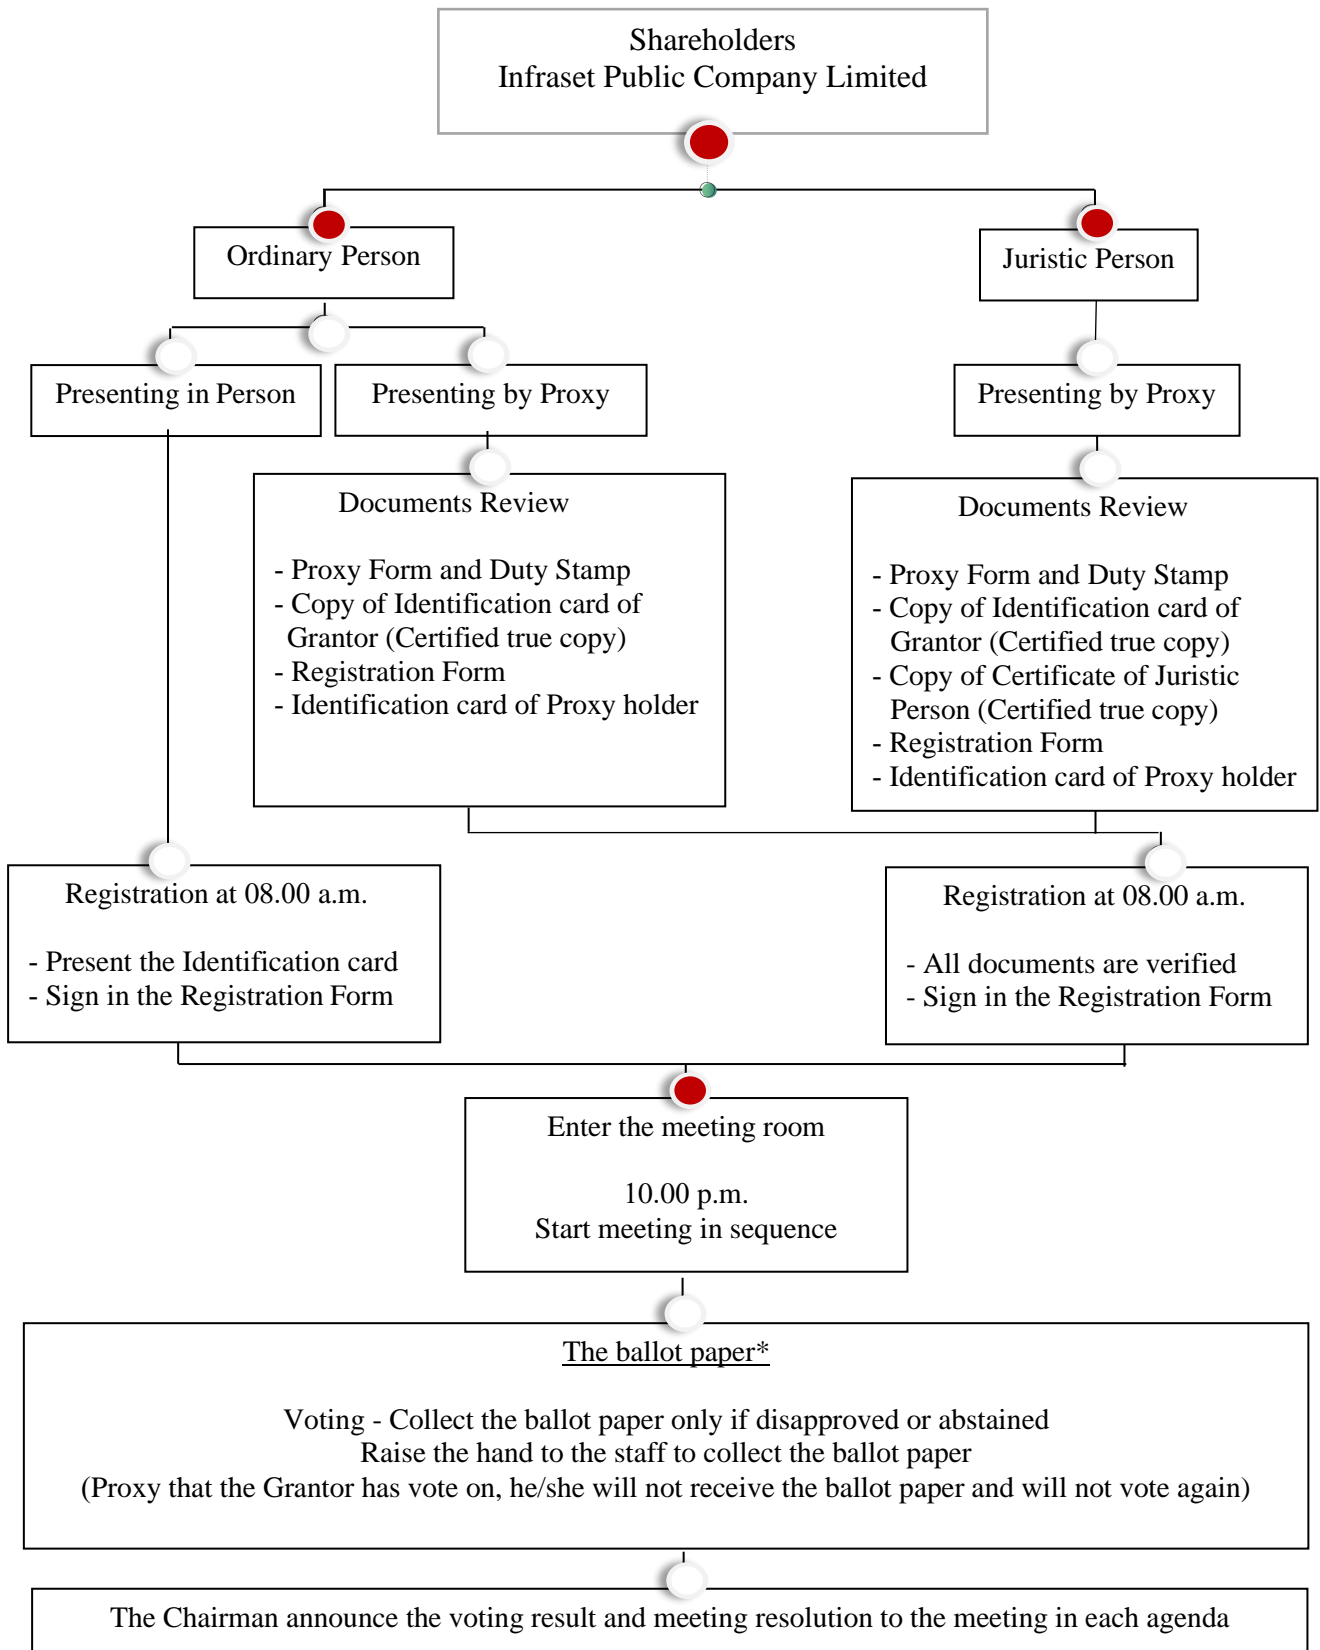 Shareholders
Infraset Public Company Limited
Ordinary Person
Juristic Person
Presenting in Person
Presenting by Proxy
Presenting by Proxy
Documents Review
- Proxy Form and Duty Stamp
- Copy of Identification card of
Grantor (Certified true copy)
- Registration Form
- Identification card of Proxy holder
Documents Review
- Proxy Form and Duty Stamp
- Copy of Identification card of
Grantor (Certified true copy)
- Copy of Certificate of Juristic
Person (Certified true copy)
- Registration Form
- Identification card of Proxy holder
Registration at 08.00 a.m.
- Present the Identification card
- Sign in the Registration Form
Registration at 08.00 a.m.
- All documents are verified
- Sign in the Registration Form
Enter the meeting room
10.00 p.m.
Start meeting in sequence
The ballot paper*
Voting - Collect the ballot paper only if disapproved or abstained
Raise the hand to the staff to collect the ballot paper
(Proxy that the Grantor has vote on, he/she will not receive the ballot paper and will not vote again)
The Chairman announce the voting result and meeting resolution to the meeting in each agenda